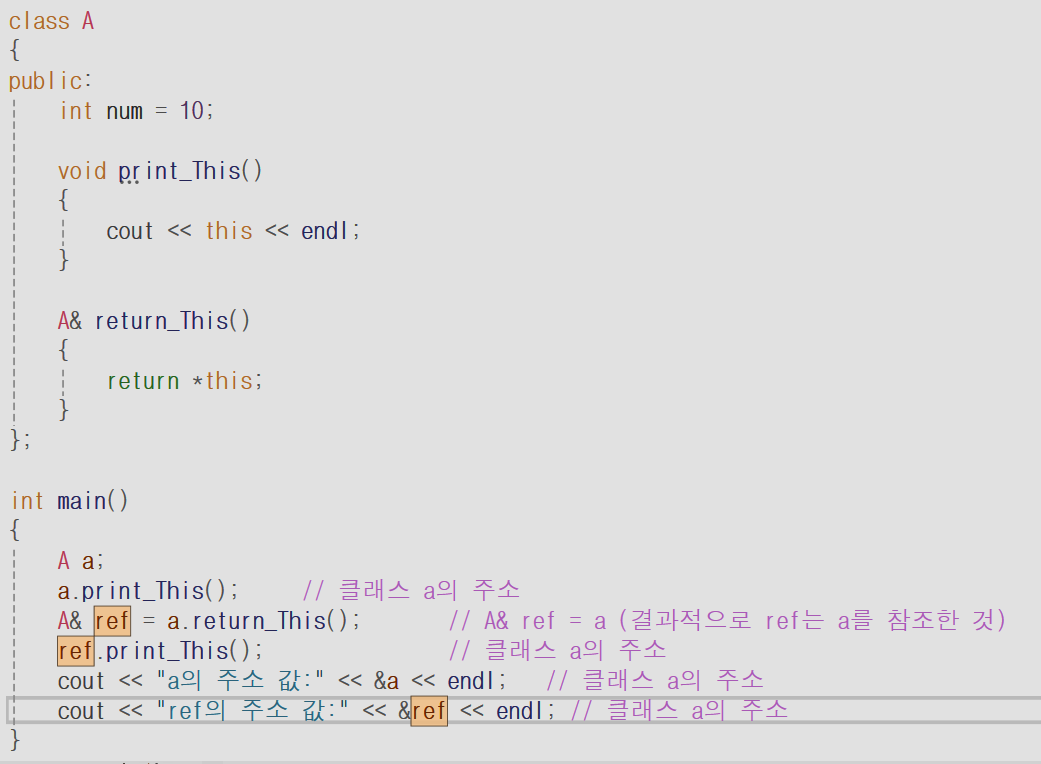 class A
{
public:
    int num = 10;

    void print_This()
    {
        cout << this << endl;
    }

    A& return_This()
    {
        return *this;
    }
};

int main()
{
    A a;
    a.print_This();     // 클래스 a의 주소
    A& ref = a.return_This();       // A& ref = a (결과적으로 ref는 a를 참조한 것)
    ref.print_This();               // 클래스 a의 주소
    cout << "a의 주소 값:" << &a << endl;   // 클래스 a의 주소
    cout << "ref의 주소 값:" << &ref << endl; // 클래스 a의 주소
}